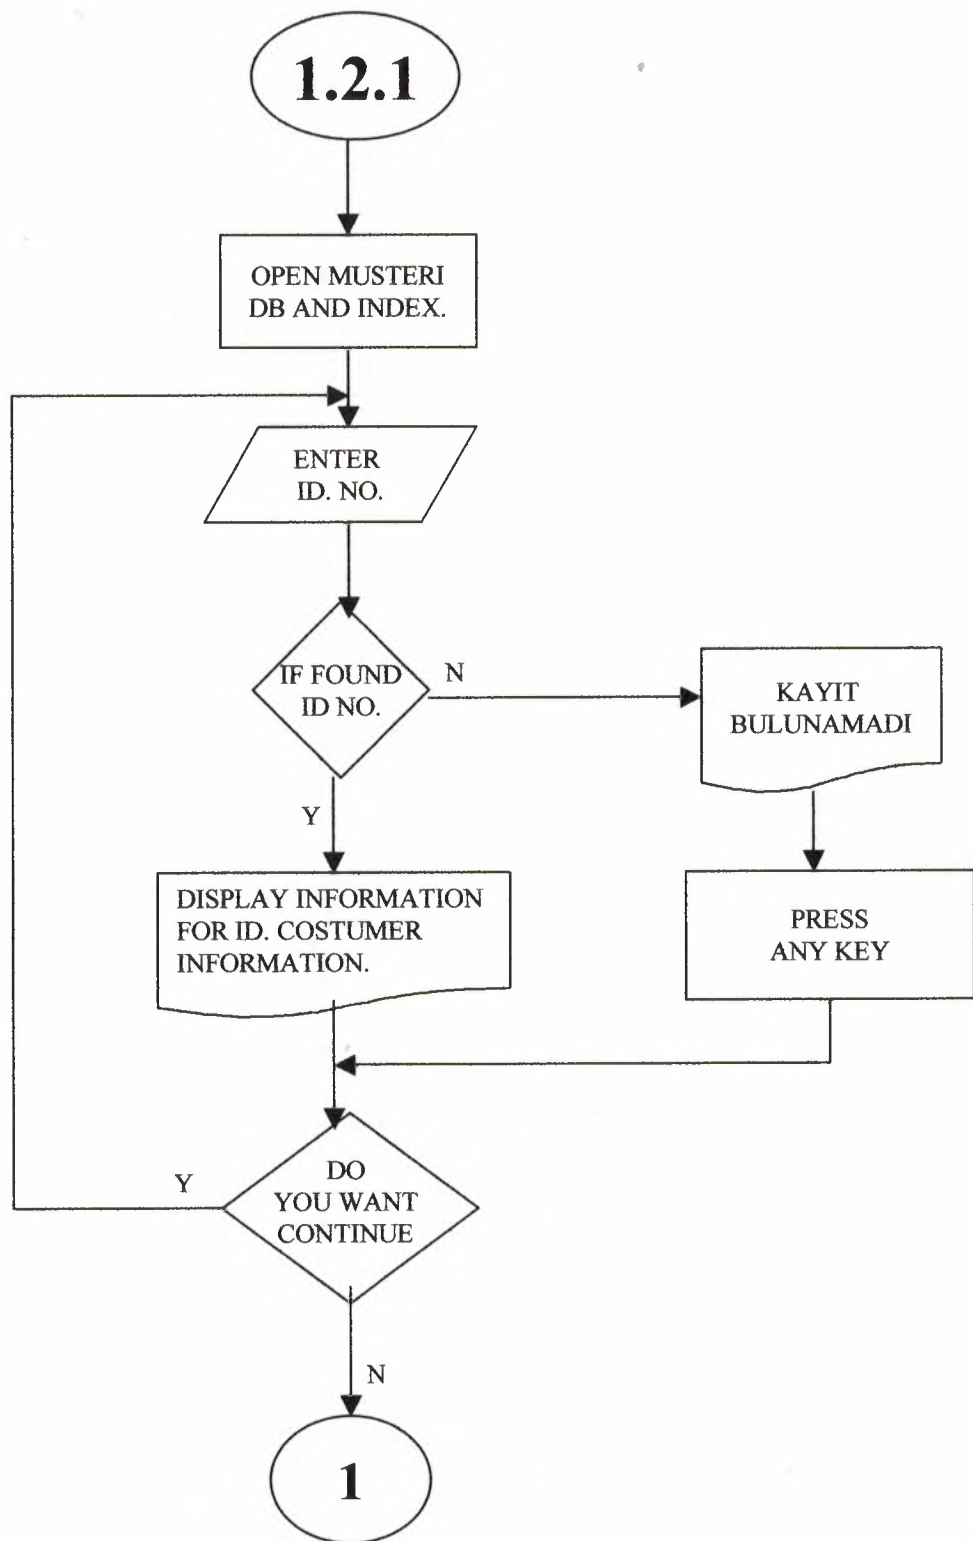 1.2.1
OPEN MUSTERI
DB AND INDEX.
ENTER
ID. NO.
IF FOUND
ID NO.
N
KAYIT
BULUNAMADI
Y
DISPLAY INFORMATION
FOR ID. COSTUMER
INFORMATION.
PRESS
ANY KEY
Y
DO
YOU WANT
CONTINUE
N
1